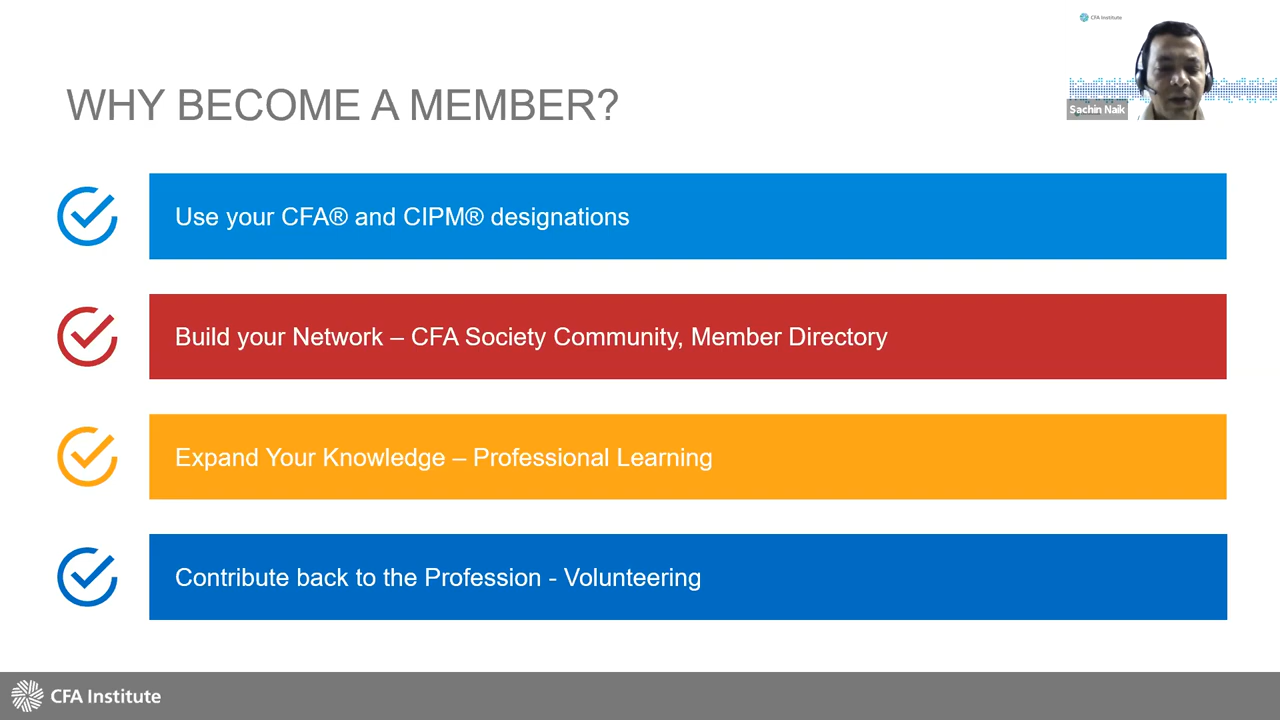 CFA Institute
WHY BECOME A MEMBER?
Sachin Naik
Use your CFA® and CIPM® designations
Build your Network – CFA Society Community, Member Directory
Expand Your Knowledge – Professional Learning
Contribute back to the Profession - Volunteering
CFA Institute